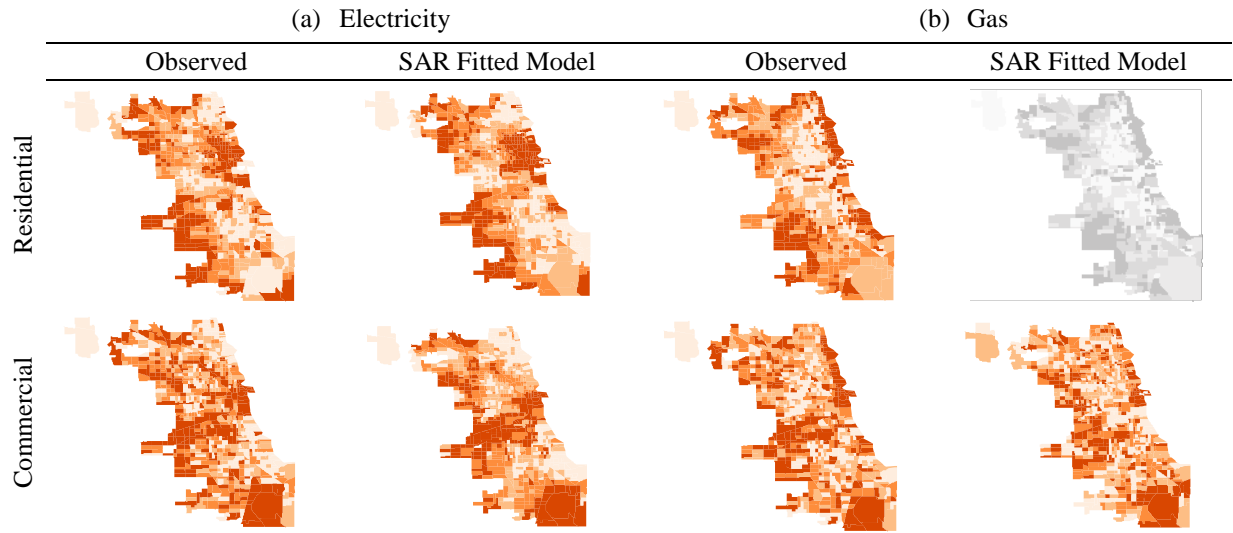 (a) Electricity (b) Gas
Observed SAR Fitted Model Observed SAR Fitted Model
Residential
Commercial